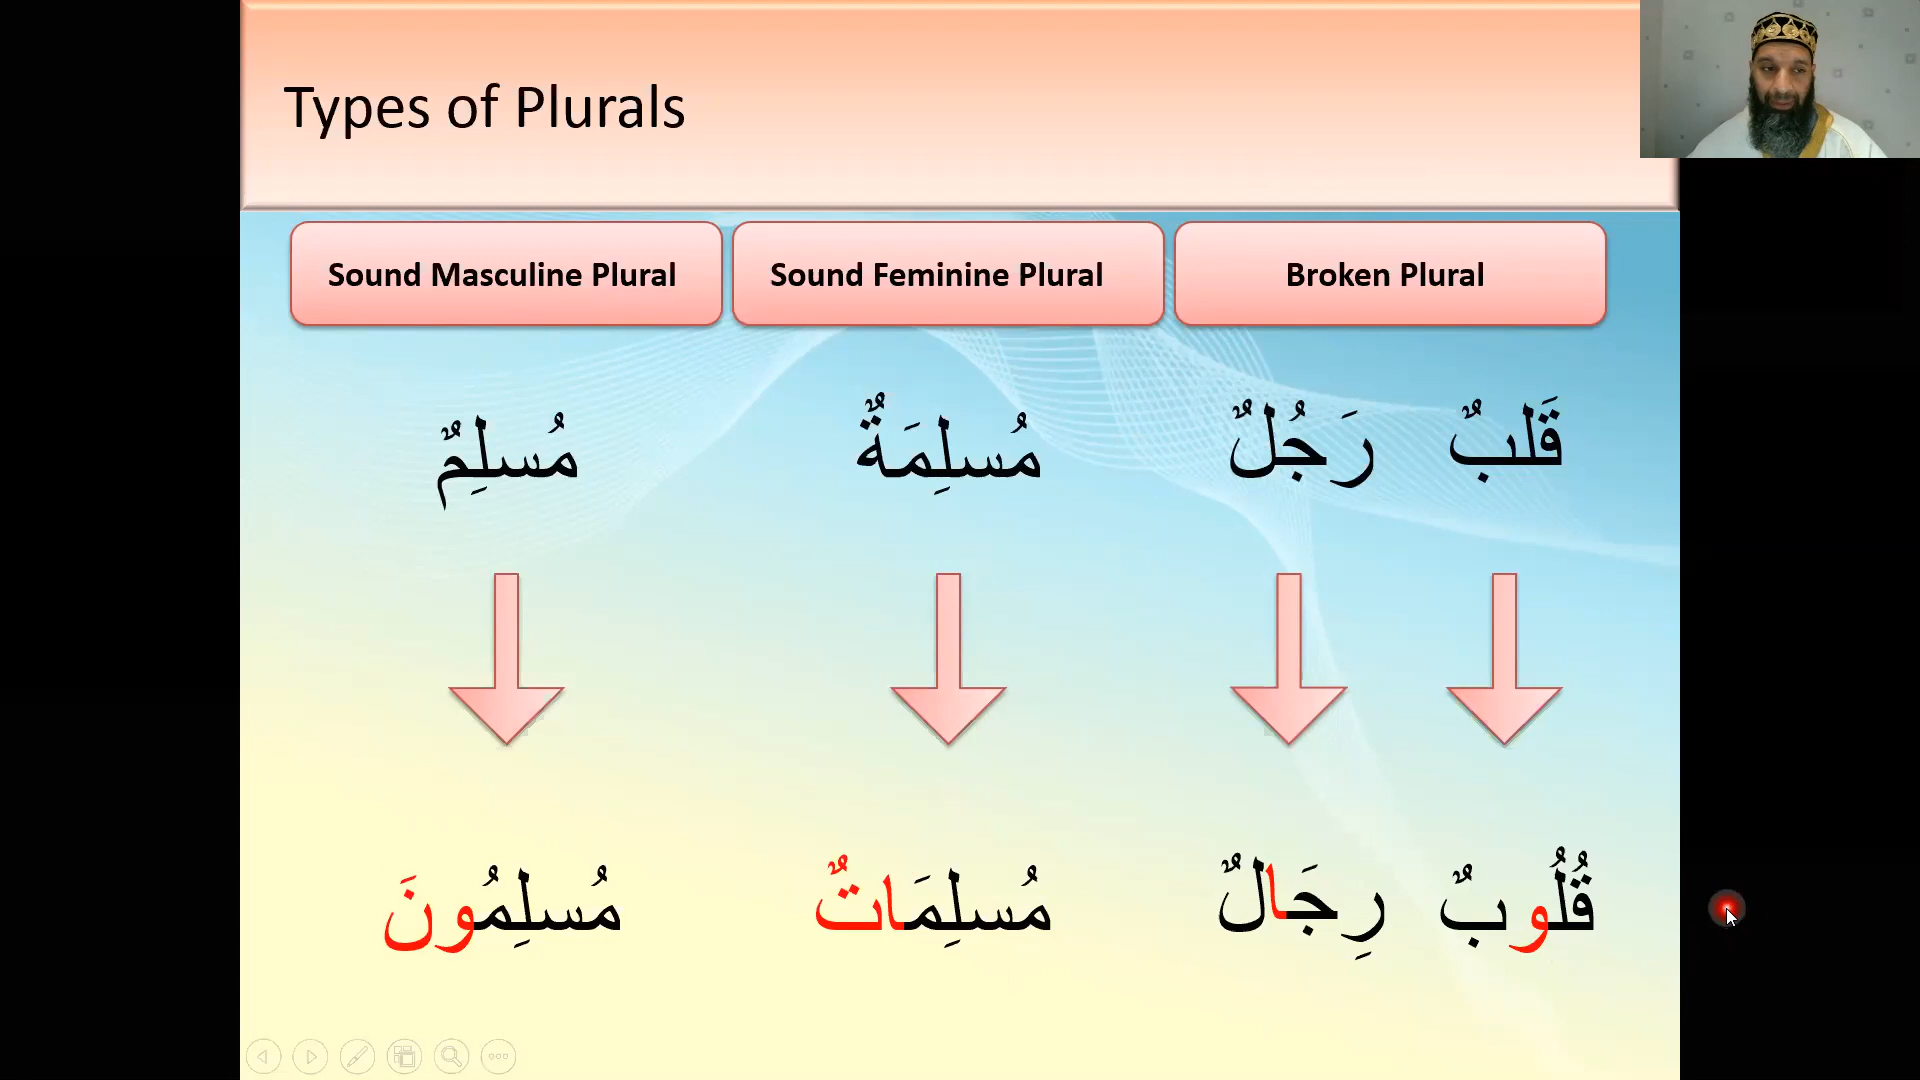 Types of Plurals
Sound Masculine Plural
Sound Feminine Plural
Broken Plural
مُسلِمٌ
مُسلِمَةٌ
قَلبٌ رَجُلٌ
مُسلِمُونَ
مُسلِمَاتٌ
قُلُوبٌ رِجَالٌ